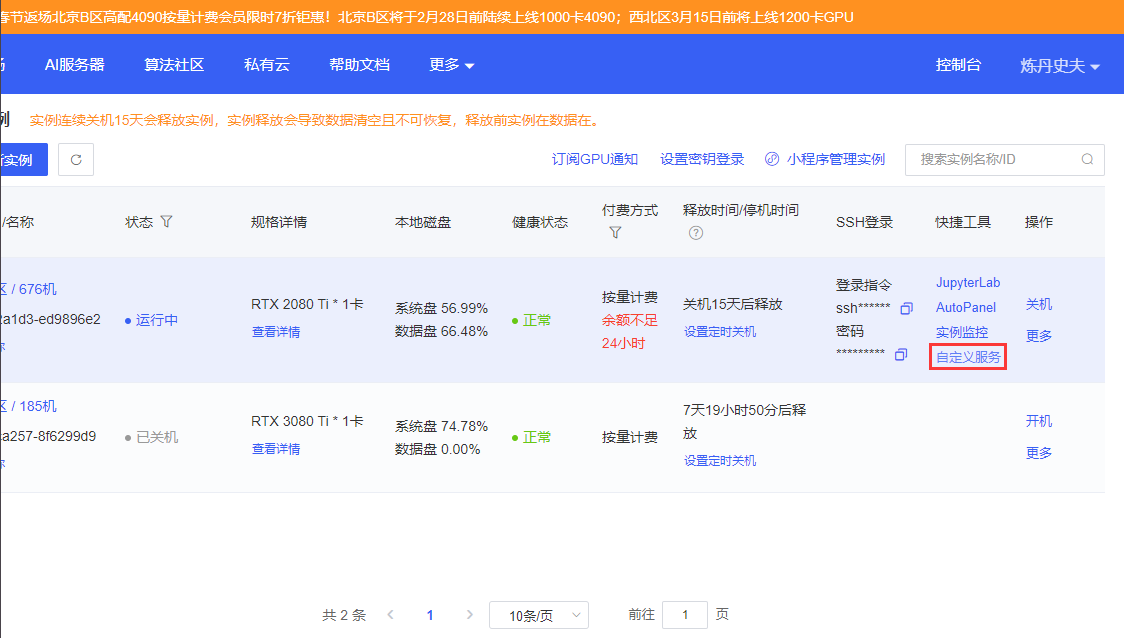 春节返场北京B区高配4090按量计费会员限时7折钜惠！北京B区将于2月28日前陆续上线1000卡4090；西北区3月15日前将上线1200卡GPU
AI服务器 算法社区 私有云 帮助文档 更多 控制台 炼丹史夫
例 实例连续关机15天会释放实例，实例释放会导致数据清空且不可恢复，释放前实例在数据在。
实例 订阅GPU通知 设置密钥登录 小程序管理实例 搜索实例名称/ID
/名称 状态 规格详情 本地磁盘 健康状态 付费方式 释放时间/停机时间 SSH登录 快捷工具 操作
区 / 676机
2a1d3-ed9896e2
运行中
RTX 2080 Ti * 1卡
查看详情
系统盘 56.99%
数据盘 66.48%
正常
按量计费
余额不足
24小时
关机15天后释放
设置定时关机
登录指令
ssh******
密码
*********
JupyterLab
AutoPanel
实例监控
自定义服务
关机
更多
区 / 185机
ca257-8f6299d9
已关机
RTX 3080 Ti * 1卡
查看详情
系统盘 74.78%
数据盘 0.00%
正常
按量计费
7天19小时50分后释
放
设置定时关机
开机
更多
共 2 条 1 10条/页 前往 1 页